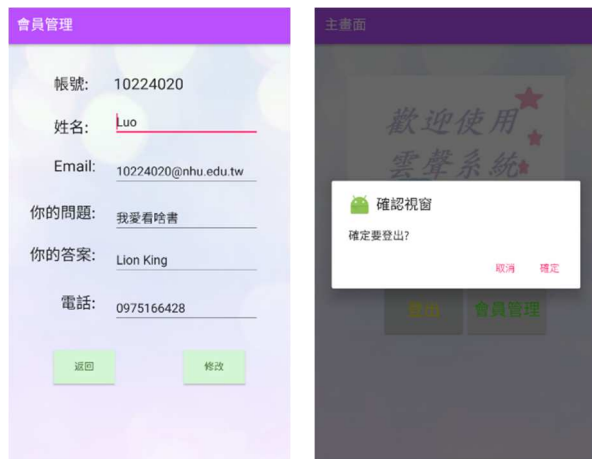 會員管理
帳號: 10224020
姓名: Luo
Email: 10224020@nhu.edu.tw
你的問題: 我愛看啥書
你的答案: Lion King
電話: 0975166428
返回 修改
主畫面
歡迎使用
雲聲系統
確認視窗
確定要登出?
取消 確定
登出 會員管理